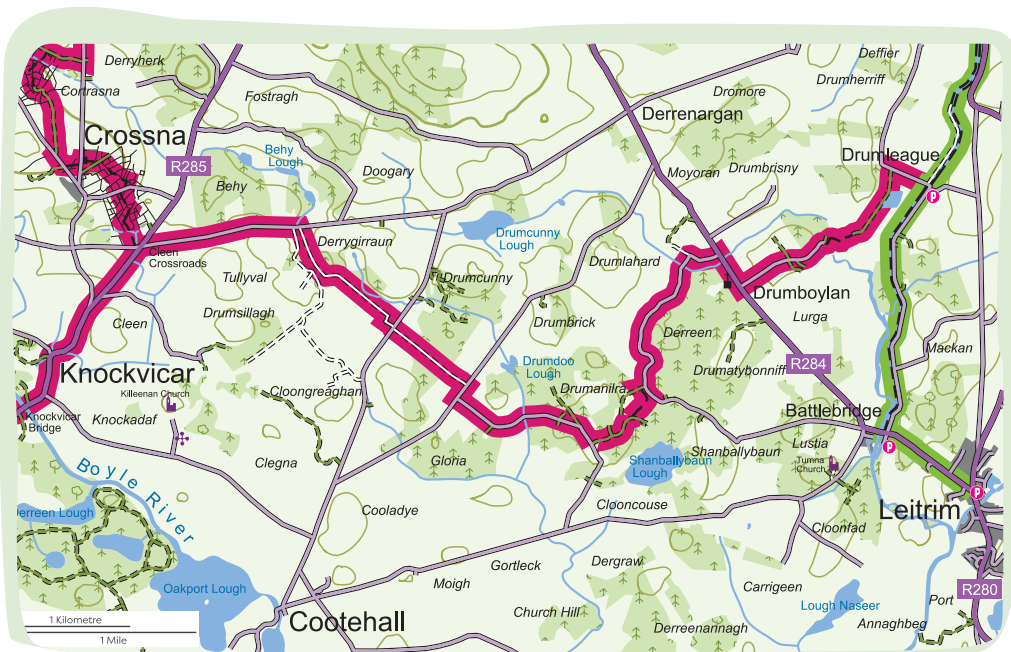 Derryherk
Deffier
Drumherriff
Cortrasna
Fostragh
Dromore
Derrenargan
Crossna
R285
Behy
Lough
Drumleague
Doogary
Moyoran
Drumbrisny
Behy
P
Drumcunny
Lough
Derrygirraun
Cleen
Crossroads
Drumlahard
Tullyval
Drumcunny
Drumboylan
Drumsillagh
Lurga
Cleen
Drumbrick
Derreen
Mackan
Knockvicar
Drumdoo
Lough
R284
Drumatybonniff
Killeenan Church
Cloongreaghan
Drumanilra
Knockvicar
Bridge
Knockadaf
Battlebridge
P
Lustia
Shanballybaun
Clegna
Gloria
Shanballybaun
Lough
Tumna
Church
P
Boyle River
Derreen Lough
Cooladye
Clooncouse
Leitrim
Cloonfad
Gortleck
Dergraw
Oakport Lough
Moigh
Carrigeen
R280
Lough Naseer
Port
1 Kilometre
Cootehall
Church Hill
Annaghbeg
Derreenannagh
1 Mile